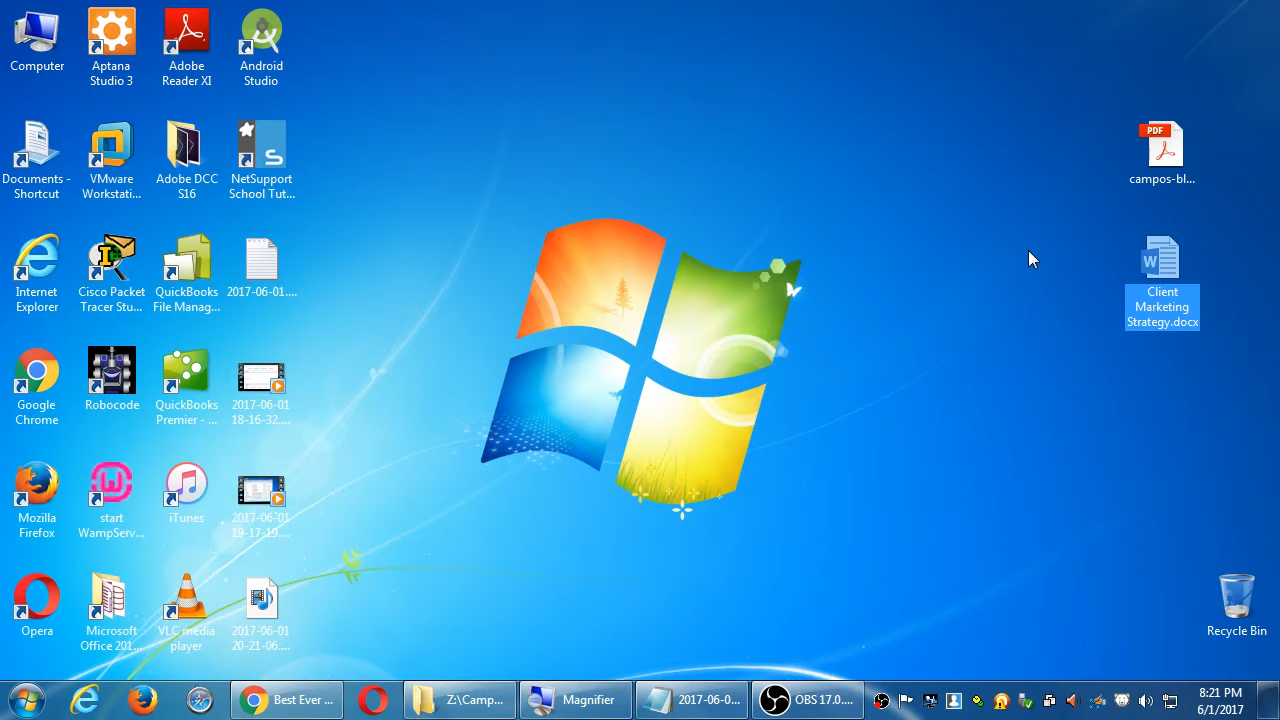 Computer
Aptana
Studio 3
Adobe
Reader XI
Android
Studio
Documents -
Shortcut
VMware
Workstati...
Adobe DCC
S16
NetSupport
School Tut...
Internet
Explorer
Cisco Packet
Tracer Stu...
QuickBooks
File Manag...
2017-06-01....
Google
Chrome
Robocode
QuickBooks
Premier - ...
2017-06-01
18-16-32....
Mozilla
Firefox
start
WampServ...
iTunes
2017-06-01
19-17-19....
Opera
Microsoft
Office 201...
VLC media
player
2017-06-01
20-21-06....
PDF
campos-bl...
W
Client
Marketing
Strategy.docx
Recycle Bin
Best Ever ...
Z:\Camp...
Magnifier
2017-06-0...
OBS 17.0....
8:21 PM
6/1/2017